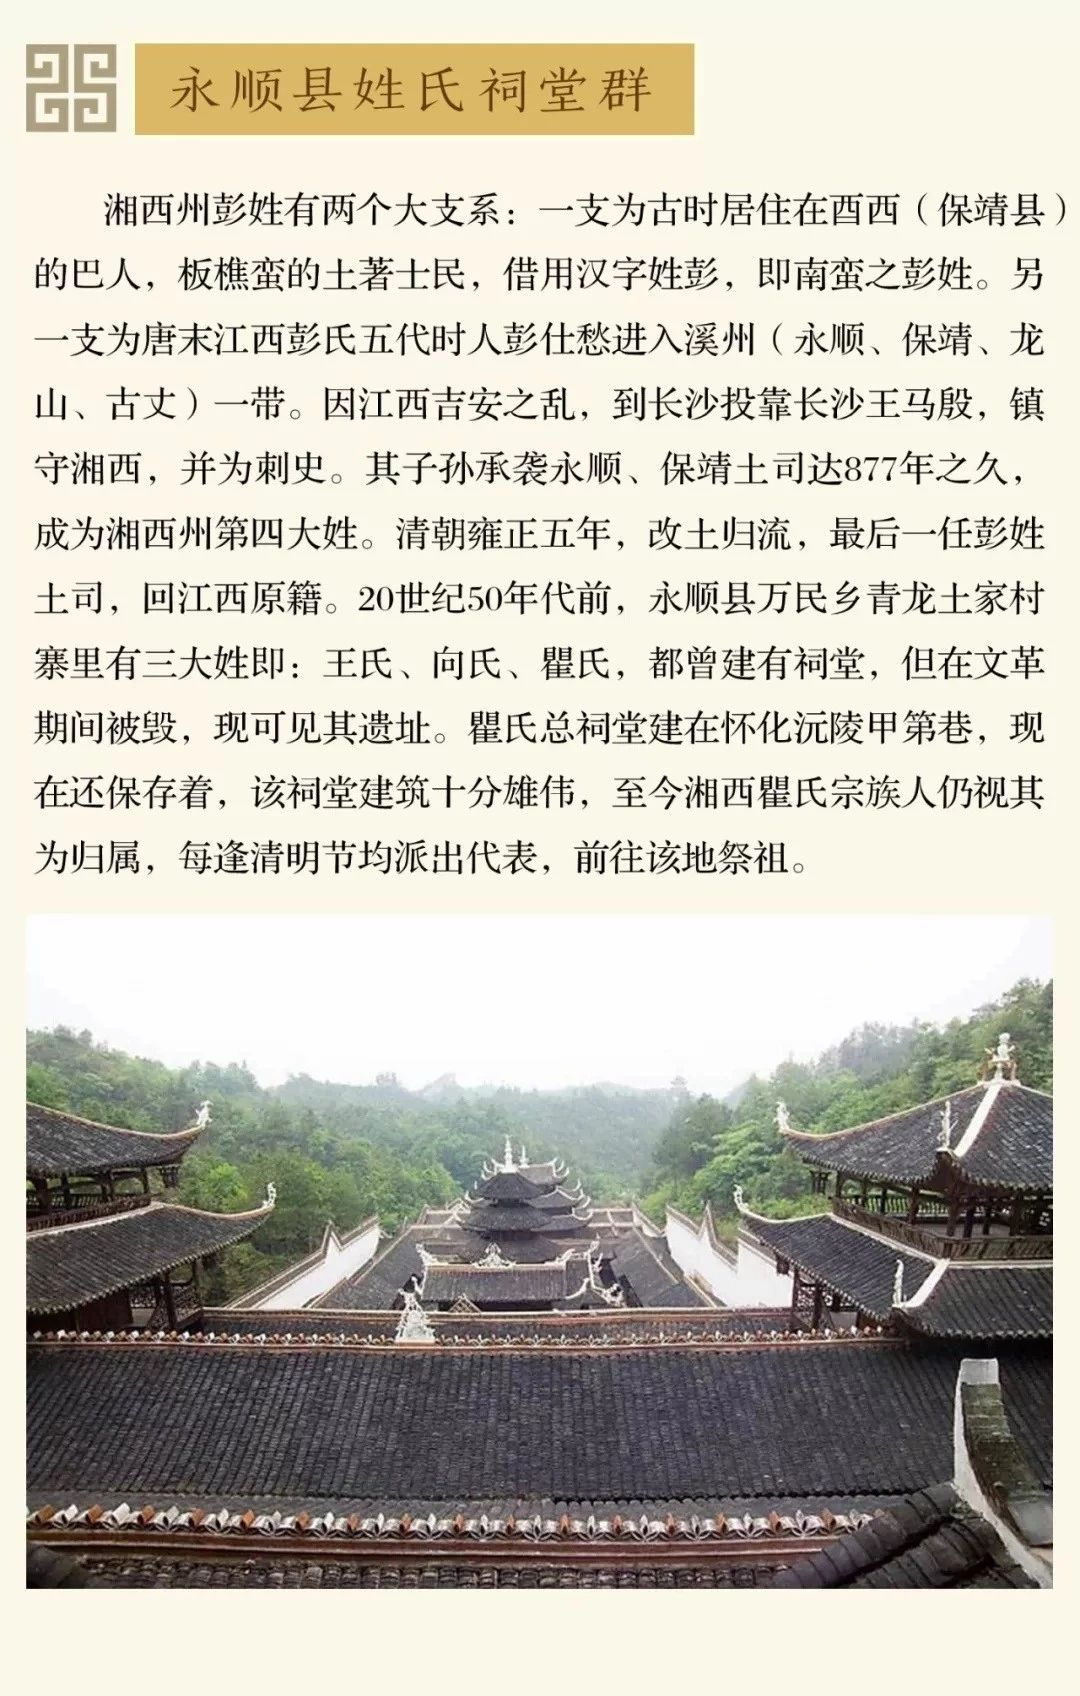 永顺县姓氏祠堂群
湘西州彭姓有两个大支系：一支为古时居住在酉西（保靖县）
的巴人，板樵蛮的土著士民，借用汉字姓彭，即南蛮之彭姓。另
一支为唐末江西彭氏五代时人彭仕愁进入溪州（永顺、保靖、龙
山、古丈）一带。因江西吉安之乱，到长沙投靠长沙王马殷，镇
守湘西，并为刺史。其子孙承袭永顺、保靖土司达877年之久，
成为湘西州第四大姓。清朝雍正五年，改土归流，最后一任彭姓
土司，回江西原籍。20世纪50年代前，永顺县万民乡青龙土家村
寨里有三大姓即：王氏、向氏、瞿氏，都曾建有祠堂，但在文革
期间被毁，现可见其遗址。瞿氏总祠堂建在怀化沅陵甲第巷，现
在还保存着，该祠堂建筑十分雄伟，至今湘西瞿氏宗族人仍视其
为归属，每逢清明节均派出代表，前往该地祭祖。